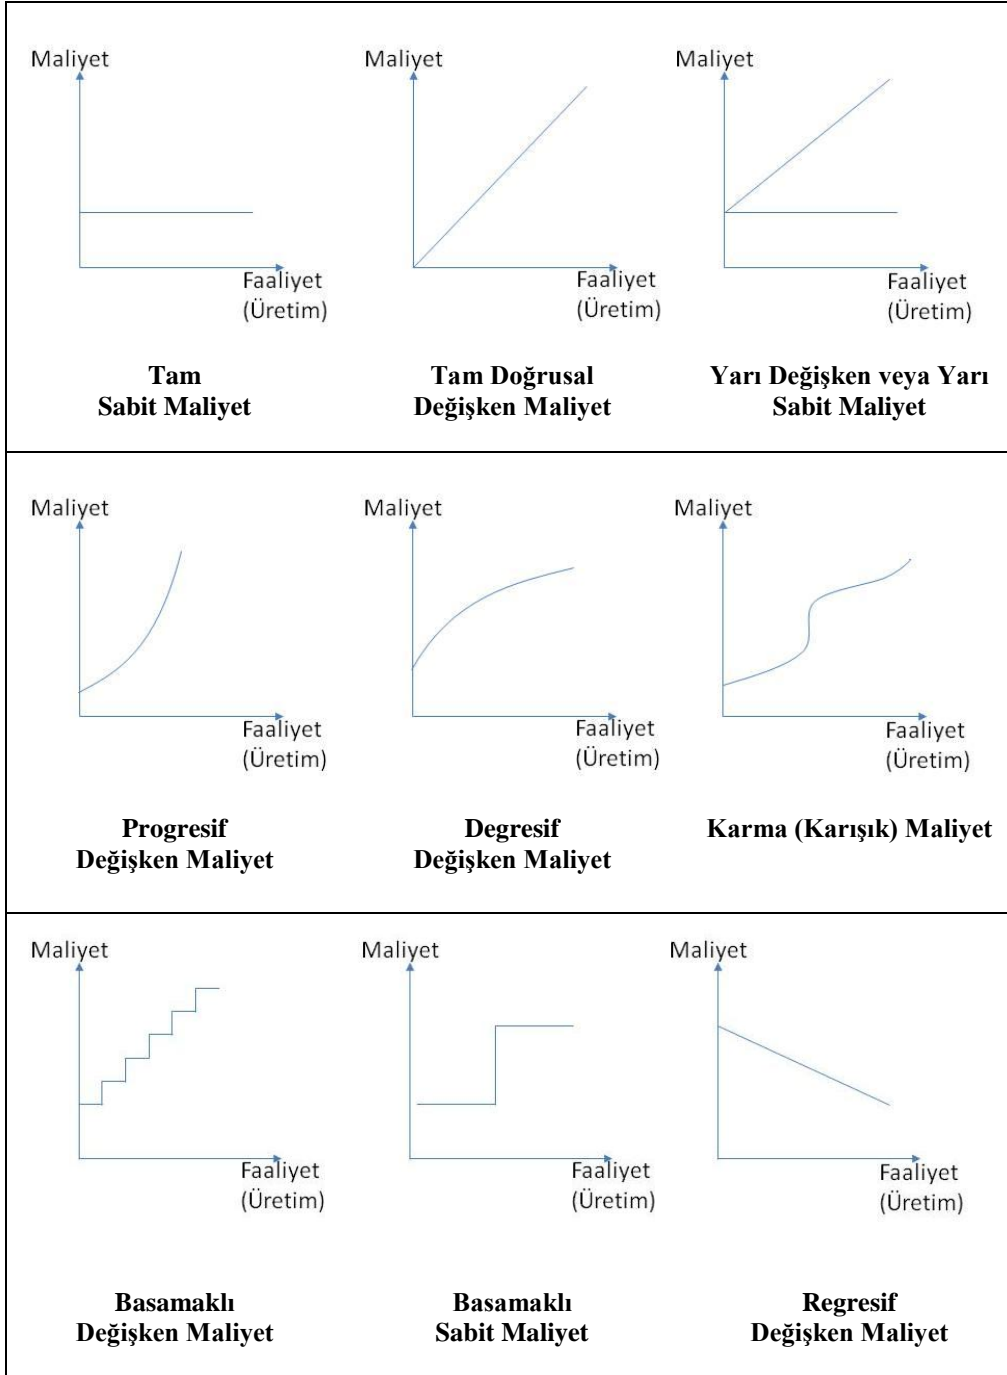 Maliyet
Faaliyet
(Üretim)
Tam
Sabit Maliyet
Maliyet
Faaliyet
(Üretim)
Tam Doğrusal
Değişken Maliyet
Maliyet
Faaliyet
(Üretim)
Yarı Değişken veya Yarı
Sabit Maliyet
Maliyet
Faaliyet
(Üretim)
Progresif
Değişken Maliyet
Maliyet
Faaliyet
(Üretim)
Degresif
Değişken Maliyet
Maliyet
Faaliyet
(Üretim)
Karma (Karışık) Maliyet
Maliyet
Faaliyet
(Üretim)
Basamaklı
Değişken Maliyet
Maliyet
Faaliyet
(Üretim)
Basamaklı
Sabit Maliyet
Maliyet
Faaliyet
(Üretim)
Regresif
Değişken Maliyet